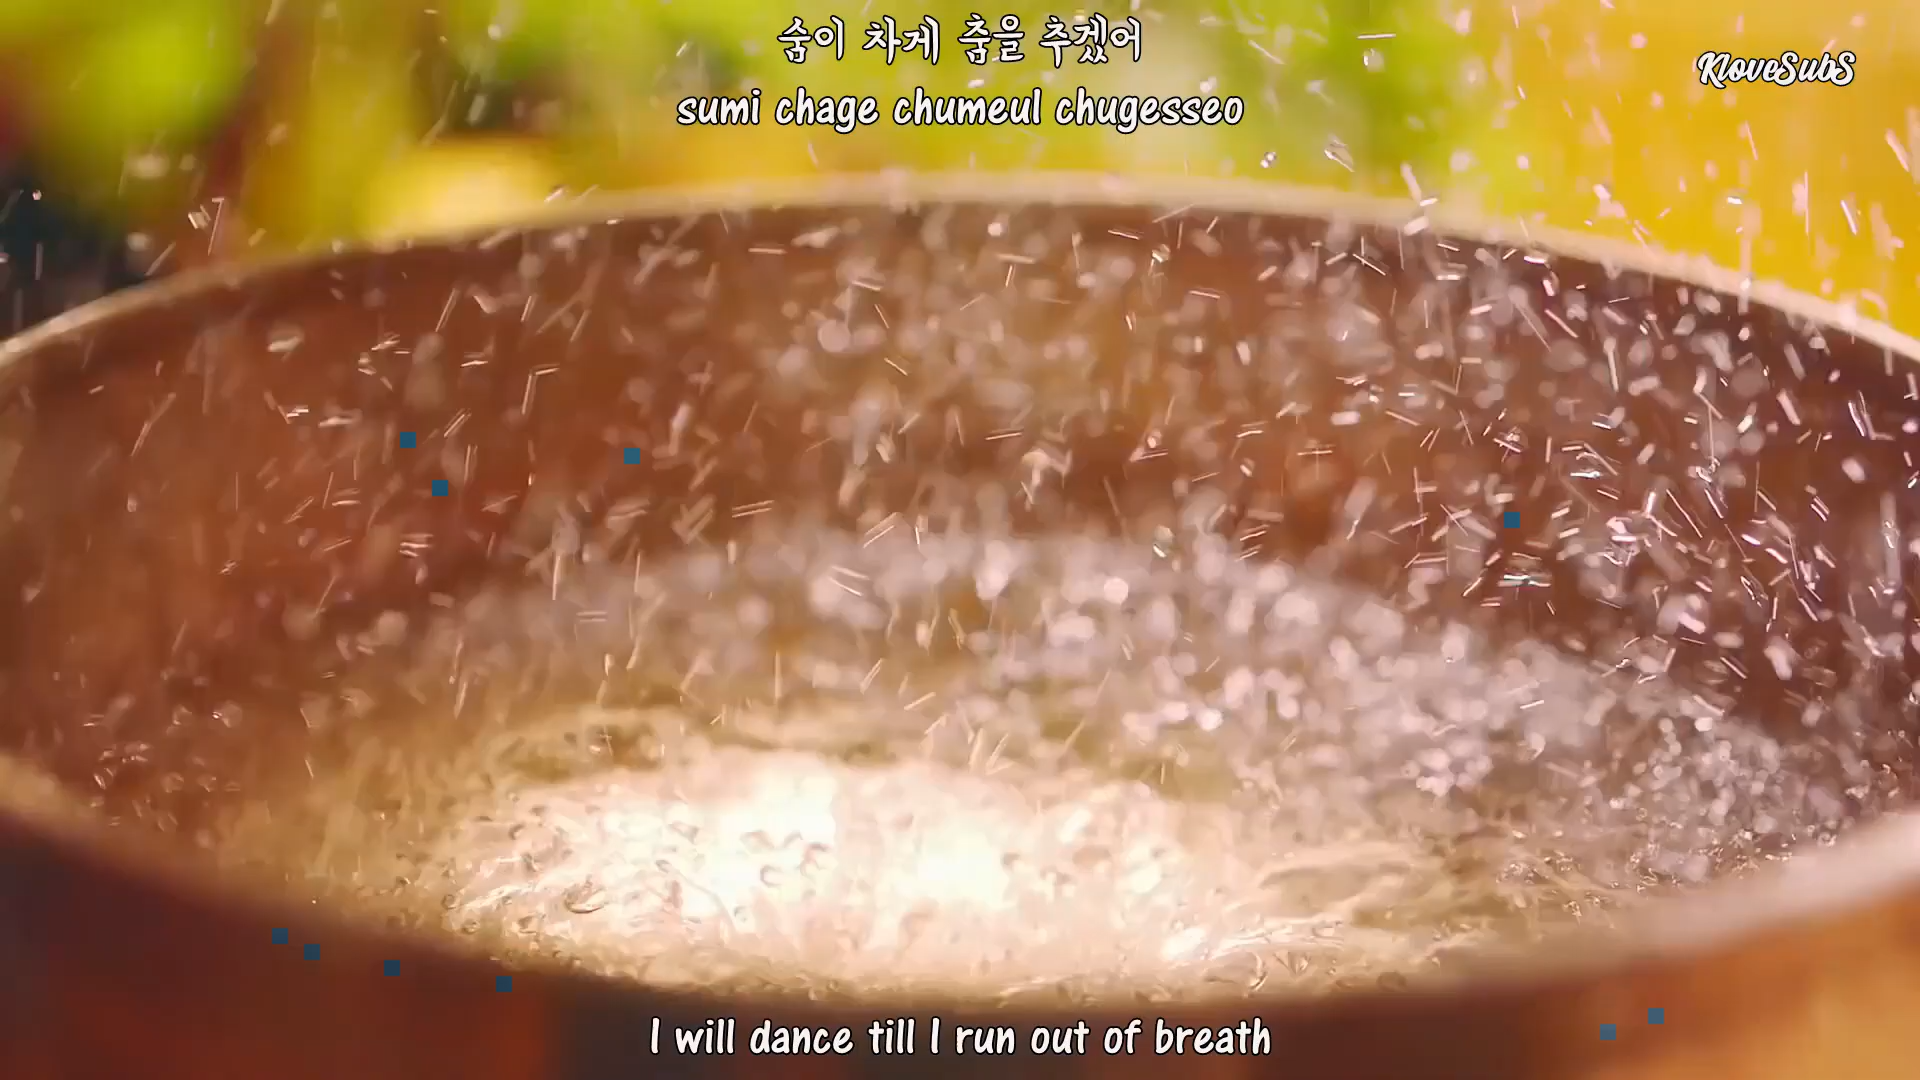 숨이 차게 춤을 추겠어
KloveSubS
sumi chage chumeul chugesseo
I will dance till I run out of breath